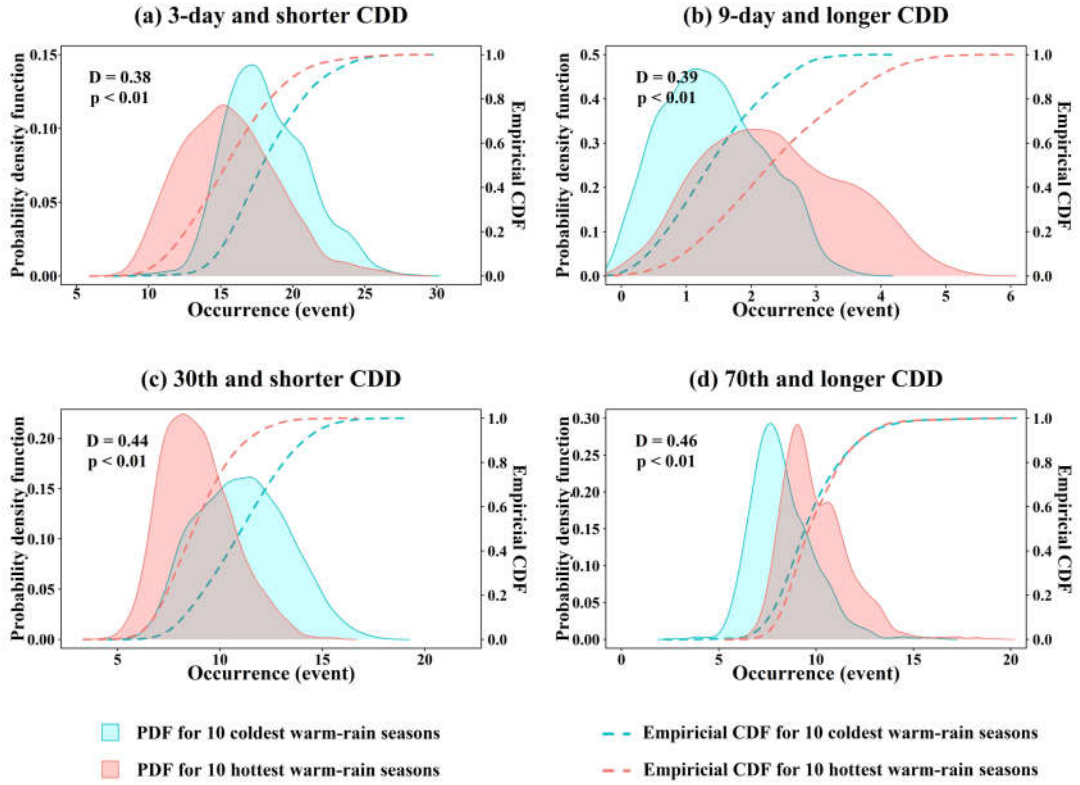 (a) 3-day and shorter CDD
(b) 9-day and longer CDD
Probability density function
0.15
0.10
0.05
0.00
D = 0.38
p < 0.01
1.0
0.8
0.6
0.4
0.2
0.0
Empiricial CDF
5 10 15 20 25 30
Occurrence (event)
Probability density function
0.5
0.4
0.3
0.2
0.1
0.0
D = 0.39
p < 0.01
1.0
0.8
0.6
0.4
0.2
0.0
Empiricial CDF
0 1 2 3 4 5 6
Occurrence (event)
(c) 30th and shorter CDD
(d) 70th and longer CDD
Probability density function
0.20
0.15
0.10
0.05
0.00
D = 0.44
p < 0.01
1.0
0.8
0.6
0.4
0.2
0.0
Empiricial CDF
5 10 15 20
Occurrence (event)
Probability density function
0.30
0.25
0.20
0.15
0.10
0.05
0.00
D = 0.46
p < 0.01
1.0
0.8
0.6
0.4
0.2
0.0
Empiricial CDF
0 5 10 15 20
Occurrence (event)
PDF for 10 coldest warm-rain seasons
Empiricial CDF for 10 coldest warm-rain seasons
PDF for 10 hottest warm-rain seasons
Empiricial CDF for 10 hottest warm-rain seasons